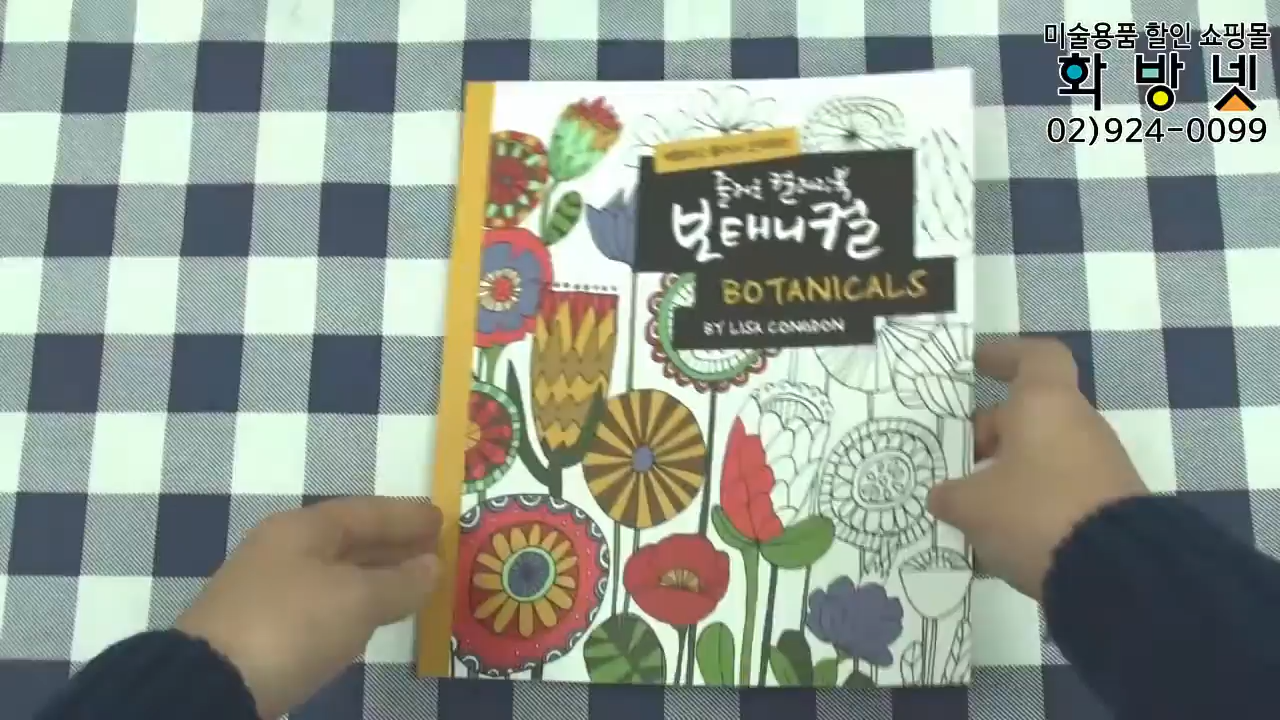 미술용품 할인 쇼핑몰
화방넷
02)924-0099
즐거운 컬러링북
보태니컬
BOTANICALS
BY LISA CONGDON